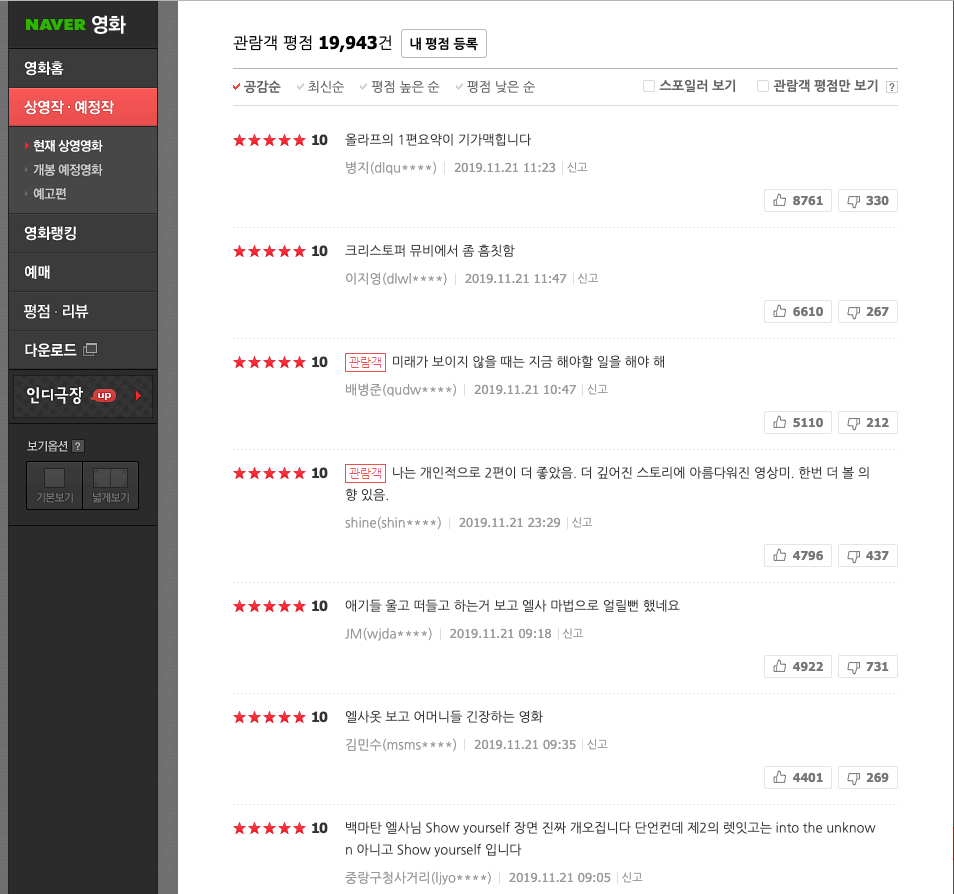 NAVER 영화
영화홈
상영작 · 예정작
현재 상영영화
개봉 예정영화
예고편
영화랭킹
예매
평점 · 리뷰
다운로드
인디극장 up
보기옵션 ?
기본보기 넓게보기
관람객 평점 19,943건 내 평점 등록
공감순 최신순 평점 높은 순 평점 낮은 순 스포일러 보기 관람객 평점만 보기 ?
10 올라프의 1편요약이 기가맥힙니다
병지(dlqu****) 2019.11.21 11:23 신고
8761 330
10 크리스토퍼 뮤비에서 좀 흠칫함
이지영(dlwl****) 2019.11.21 11:47 신고
6610 267
10 관람객 미래가 보이지 않을 때는 지금 해야할 일을 해야 해
배병준(qudw****) 2019.11.21 10:47 신고
5110 212
10 관람객 나는 개인적으로 2편이 더 좋았음. 더 깊어진 스토리에 아름다워진 영상미. 한번 더 볼 의
향 있음.
shine(shin****) 2019.11.21 23:29 신고
4796 437
10 애기들 울고 떠들고 하는거 보고 엘사 마법으로 얼릴뻔 했네요
JM(wjda****) 2019.11.21 09:18 신고
4922 731
10 엘사옷 보고 어머니들 긴장하는 영화
김민수(msms****) 2019.11.21 09:35 신고
4401 269
10 백마탄 엘사님 Show yourself 장면 진짜 개오집니다 단언컨데 제2의 렛잇고는 into the unknow
n 아니고 Show yourself 입니다
중랑구청사거리(ljyo****) 2019.11.21 09:05 신고